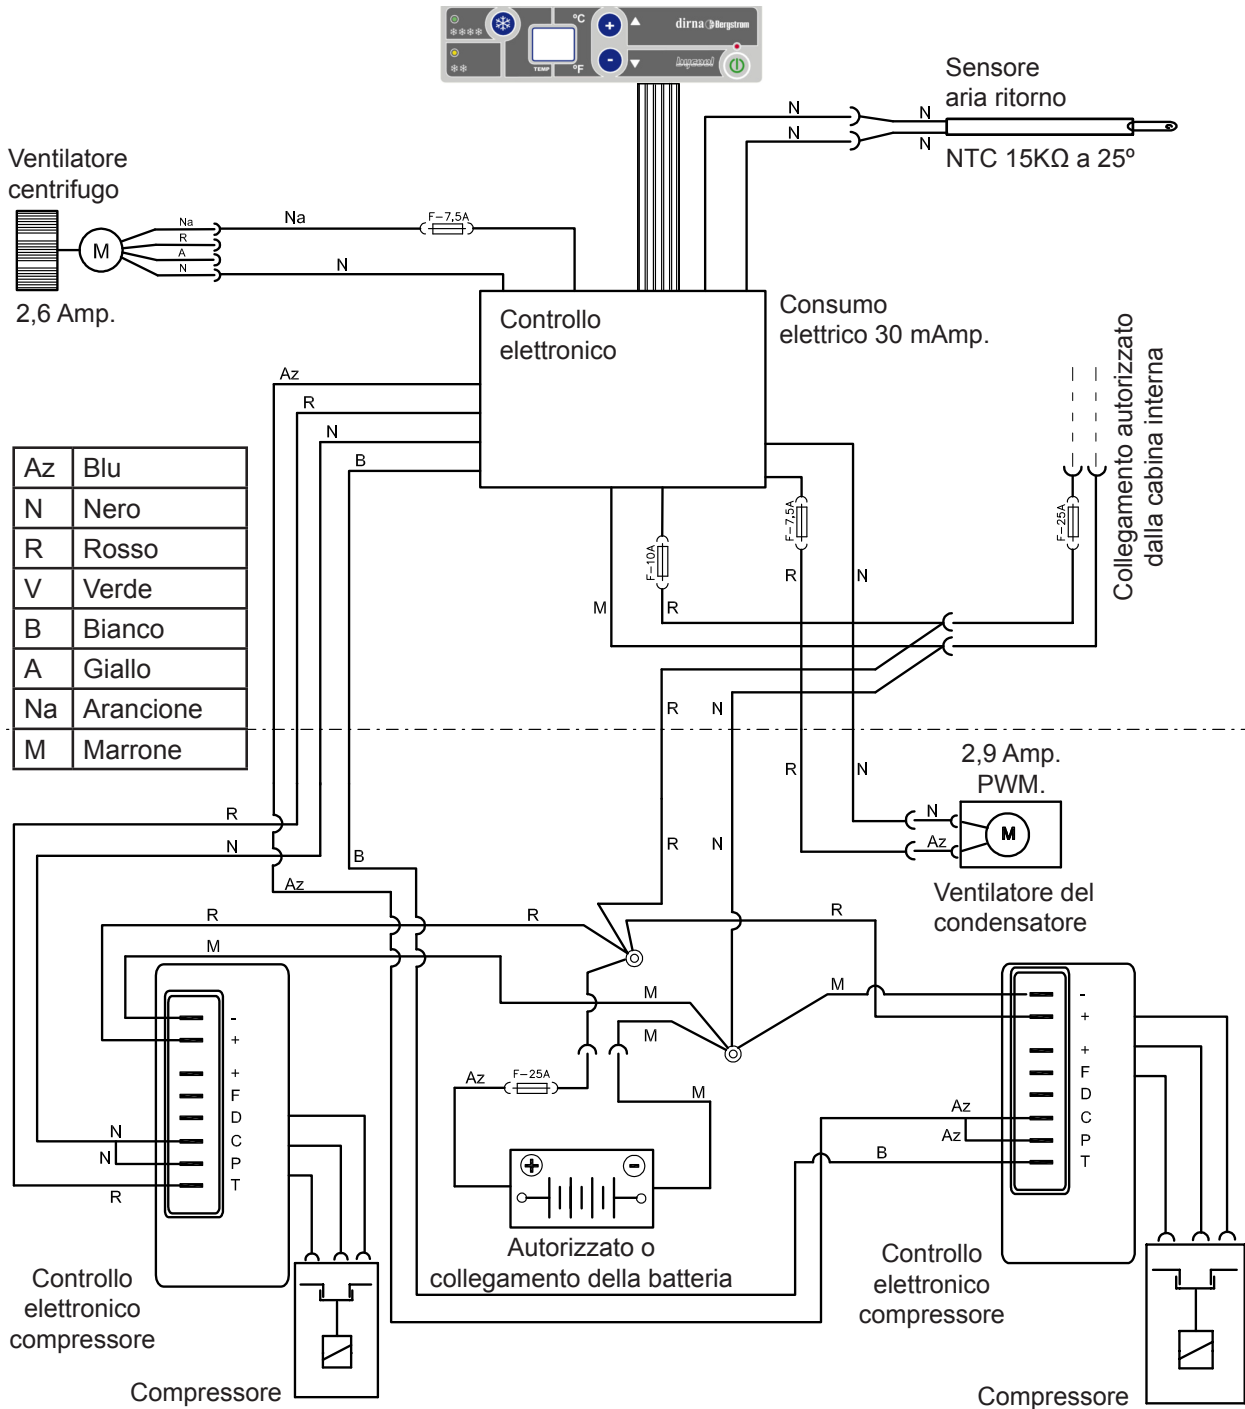 °C
dirna Bergstrom
TEMP
°F
Sensore
aria ritorno
N
N
N
N
NTC 15KΩ a 25º
Ventilatore
centrifugo
Na
R
A
N
M
Na
F-7,5A
N
2,6 Amp.
Controllo
elettronico
Consumo
elettrico 30 mAmp.
Collegamento autorizzato
dalla cabina interna
Az
R
N
B
Az Blu
N Nero
R Rosso
V Verde
B Bianco
A Giallo
Na Arancione
M Marrone
F-10A
F-7,5A
F-25A
M
R
R
N
R
N
R
N
2,9 Amp.
PWM.
N
Az
M
Ventilatore del
condensatore
R
N
B
Az
R
N
R
M
R
R
M
M
M
-
+
+
F
D
C
P
T
N
N
R
Az
F-25A
M
+
-
Autorizzato o
collegamento della batteria
-
+
+
F
D
C
P
T
Az
Az
B
Controllo
elettronico
compressore
Compressore
Controllo
elettronico
compressore
Compressore